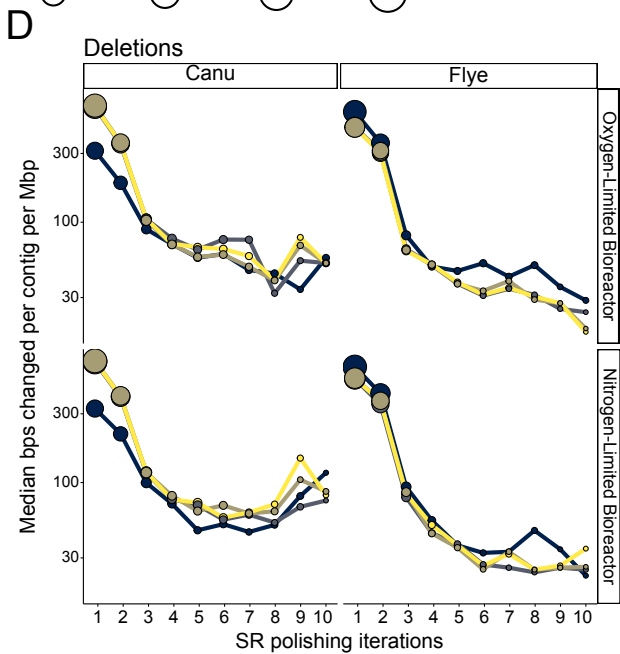 D
Deletions
Canu
Flye
Median bps changed per contig per Mbp
300
100
30
Oxygen-Limited Bioreactor
300
100
30
Nitrogen-Limited Bioreactor
1 2 3 4 5 6 7 8 9 10
1 2 3 4 5 6 7 8 9 10
SR polishing iterations